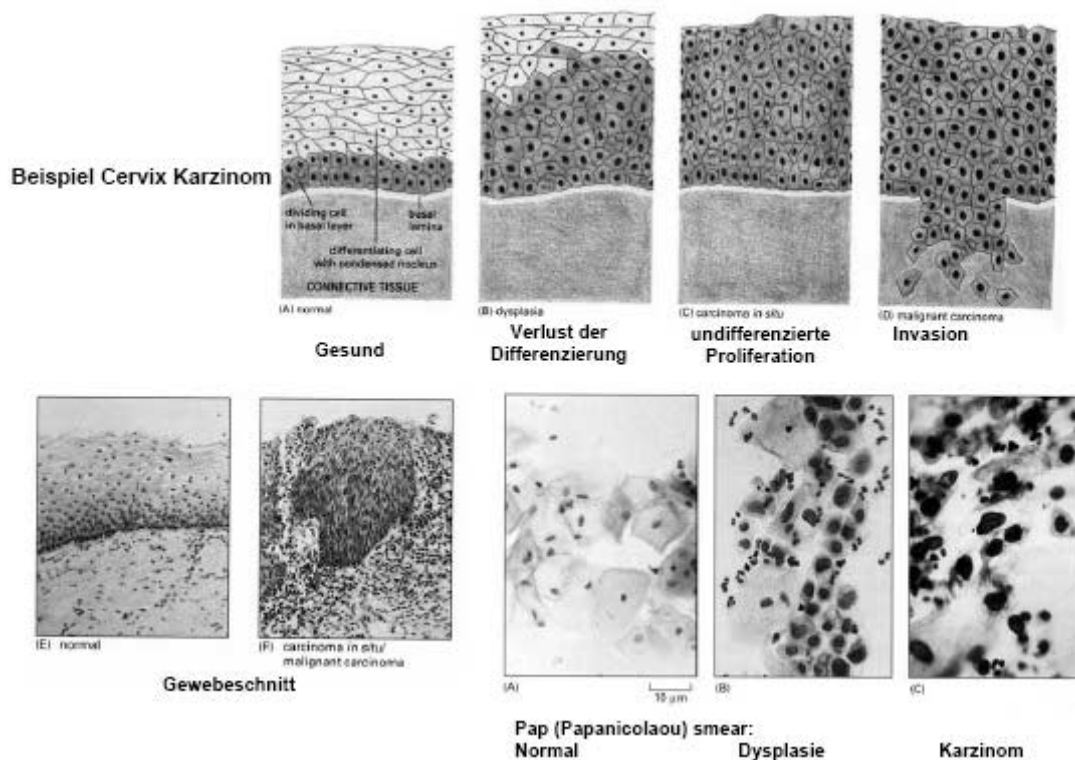 Beispiel Cervix Karzinom
dividing cell
in basal layer
basal
lamina
differentiating cell
with condensed nucleus
CONNECTIVE TISSUE
(A) normal
(B) dysplasia
(C) carcinoma in situ
(D) malignant carcinoma
Gesund
Verlust der
Differenzierung
undifferenzierte
Proliferation
Invasion
(E) normal
(F) carcinoma in situ/
malignant carcinoma
Gewebeschnitt
(A)
10 µm
(B)
(C)
Pap (Papanicolaou) smear:
Normal
Dysplasie
Karzinom